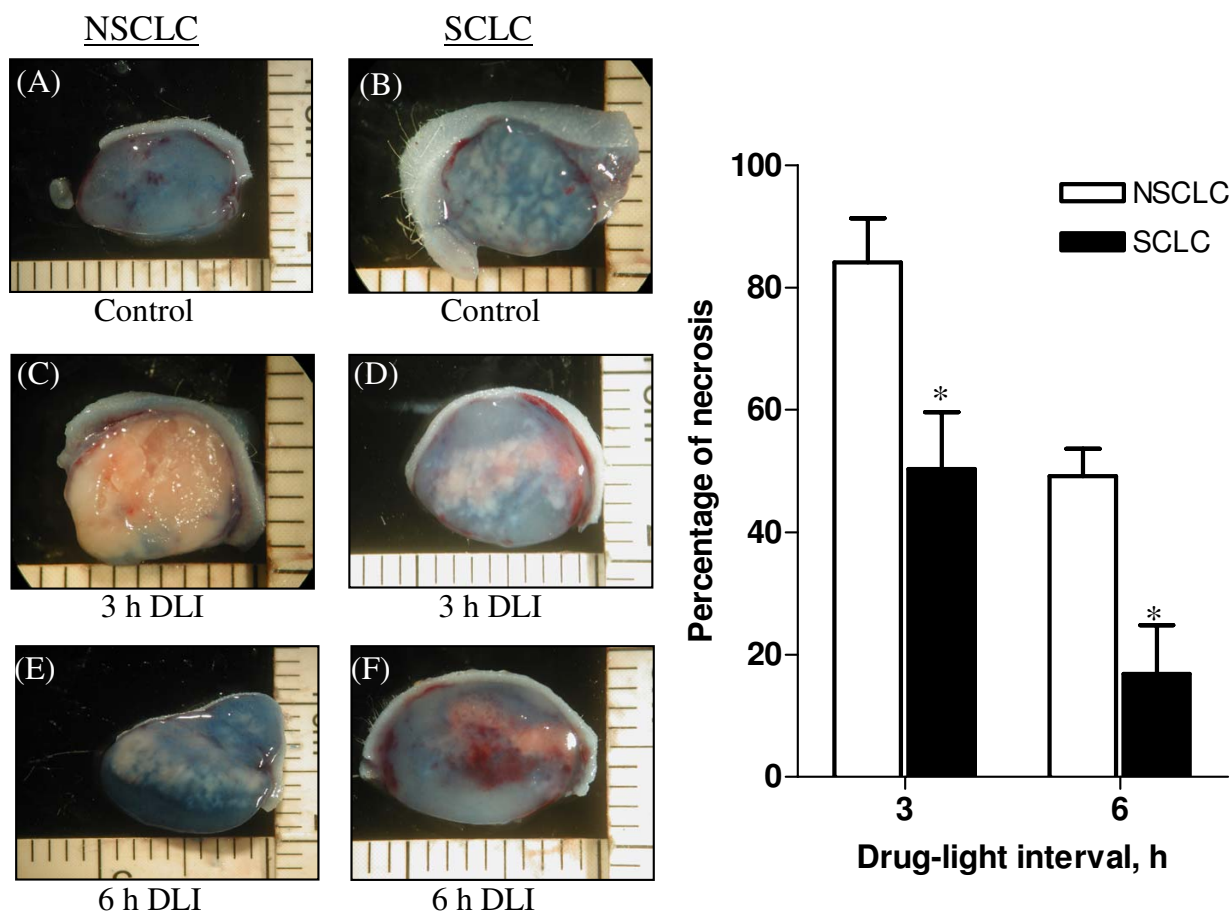 NSCLC
SCLC
(A)
(B)
Control
Control
(C)
(D)
3 h DLI
3 h DLI
(E)
(F)
6 h DLI
6 h DLI
100
80
60
40
20
0
Percentage of necrosis
NSCLC
SCLC
*
*
3
6
Drug-light interval, h